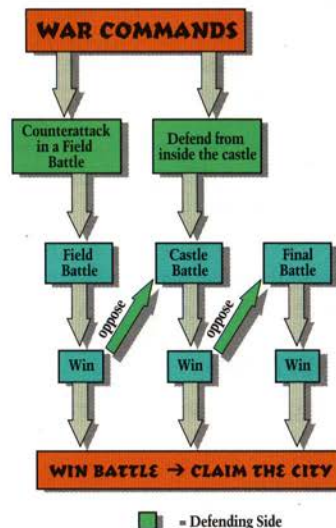 WAR COMMANDS
Counterattack
in a Field
Battle
Defend from
inside the castle
Field
Battle
Castle
Battle
Final
Battle
oppose
oppose
Win
Win
Win
WIN BATTLE → CLAIM THE CITY
= Defending Side